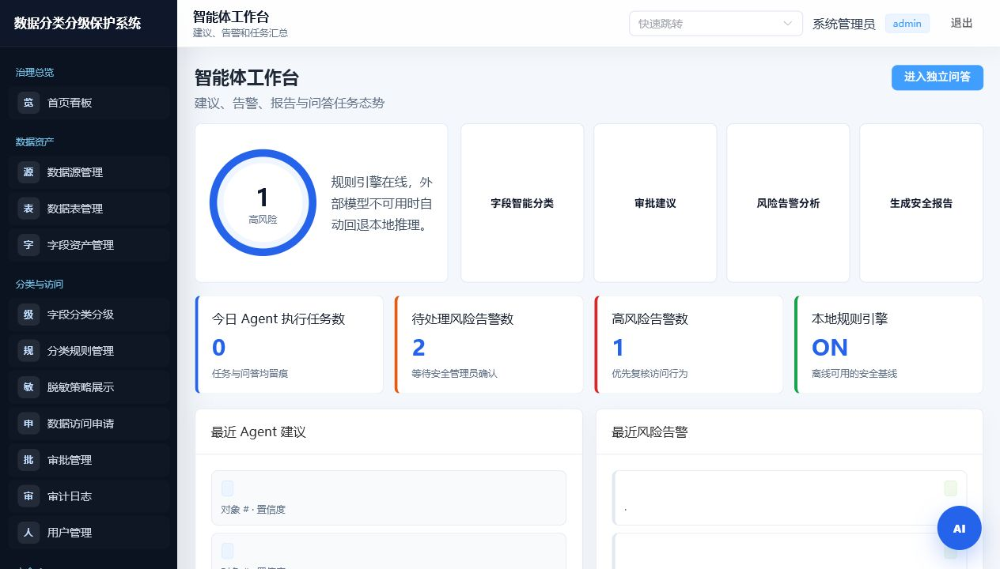 数据分类分级保护系统
治理总览
览 首页看板
数据资产
源 数据源管理
表 数据表管理
字 字段资产管理
分类与访问
级 字段分类分级
规 分类规则管理
敏 脱敏策略展示
申 数据访问申请
批 审批管理
审 审计日志
人 用户管理
智能体工作台
建议、告警和任务汇总
快速跳转
系统管理员
admin
退出
智能体工作台
建议、告警、报告与问答任务态势
进入独立问答
1
高风险
规则引擎在线，外
部模型不可用时自
动回退本地推理。
字段智能分类
审批建议
风险告警分析
生成安全报告
今日 Agent 执行任务数
0
任务与问答均留痕
待处理风险告警数
2
等待安全管理员确认
高风险告警数
1
优先复核访问行为
本地规则引擎
ON
离线可用的安全基线
最近 Agent 建议
对象 # · 置信度
最近风险告警
·
AI